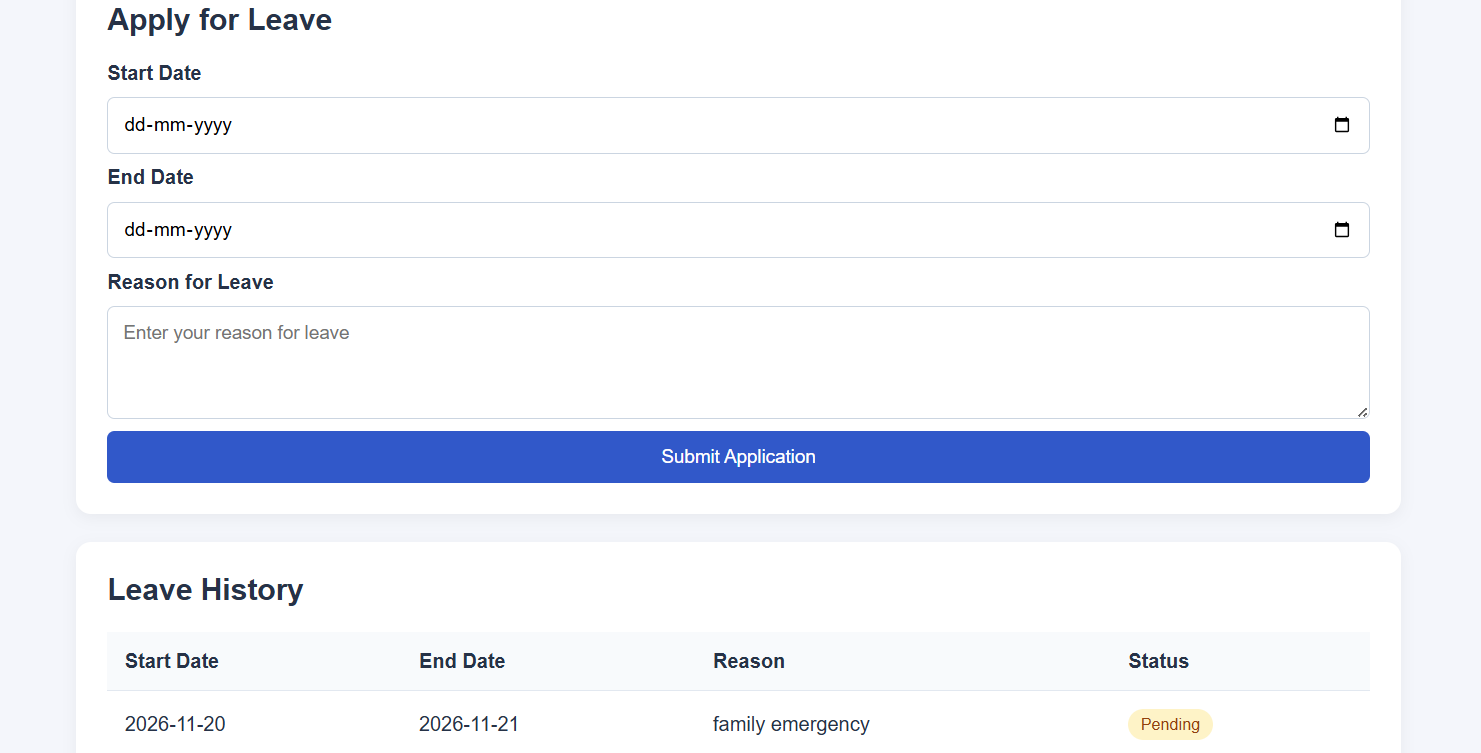 Apply for Leave
Start Date
dd-mm-yyyy
End Date
dd-mm-yyyy
Reason for Leave
Enter your reason for leave
Submit Application
Leave History
Start Date End Date Reason Status
2026-11-20 2026-11-21 family emergency Pending